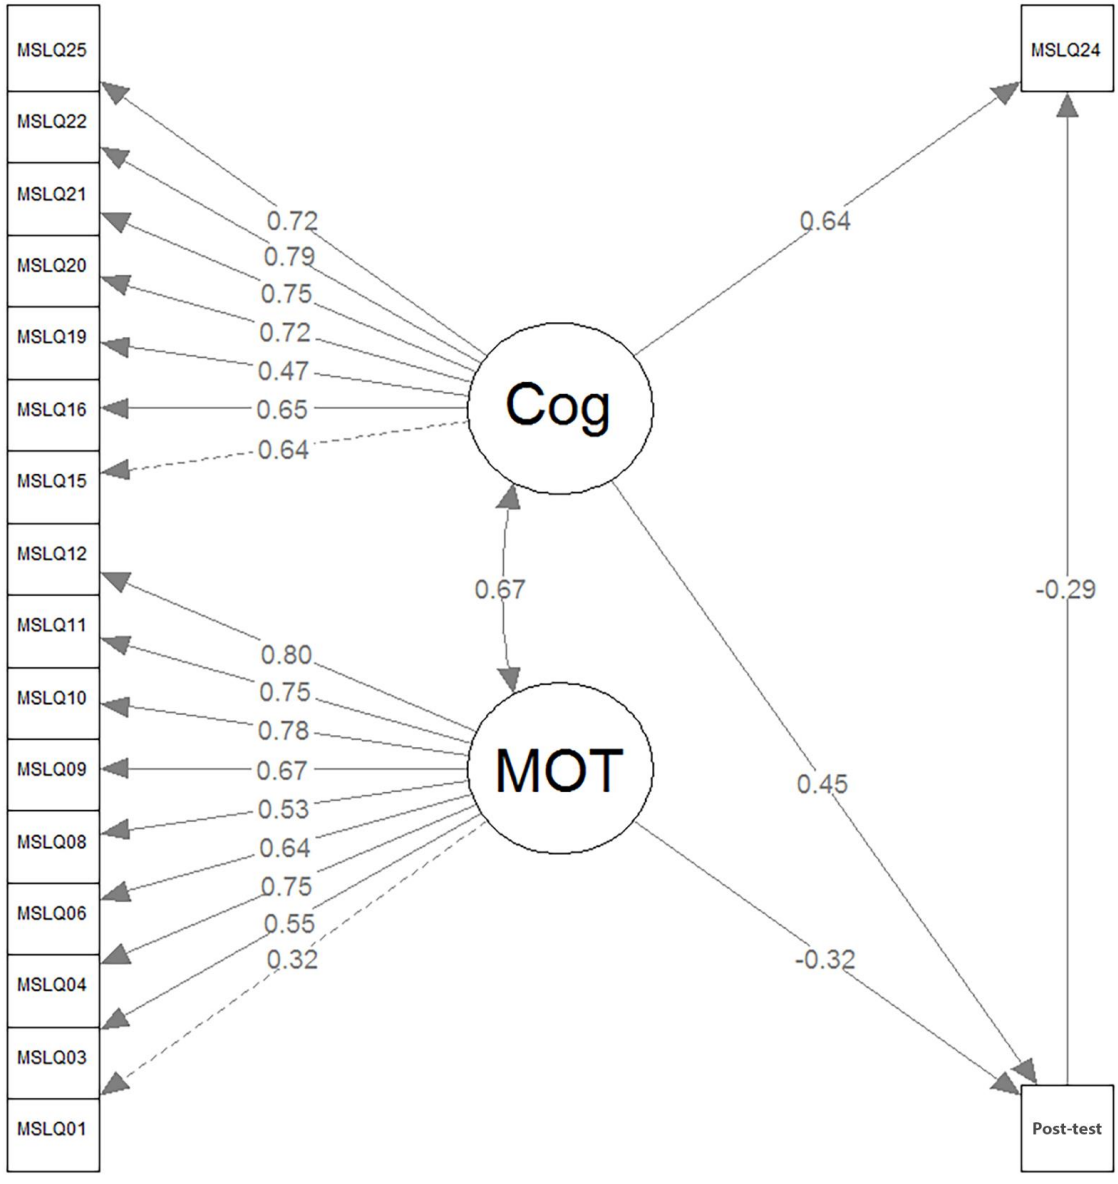 MSLQ25
MSLQ22
MSLQ21
MSLQ20
MSLQ19
MSLQ16
MSLQ15
MSLQ12
MSLQ11
MSLQ10
MSLQ09
MSLQ08
MSLQ06
MSLQ04
MSLQ03
MSLQ01
0.72
0.79
0.75
0.72
0.47
0.65
0.64
0.80
0.75
0.78
0.67
0.53
0.64
0.75
0.55
0.32
Cog
0.67
MOT
0.64
0.45
-0.32
MSLQ24
-0.29
Post-test